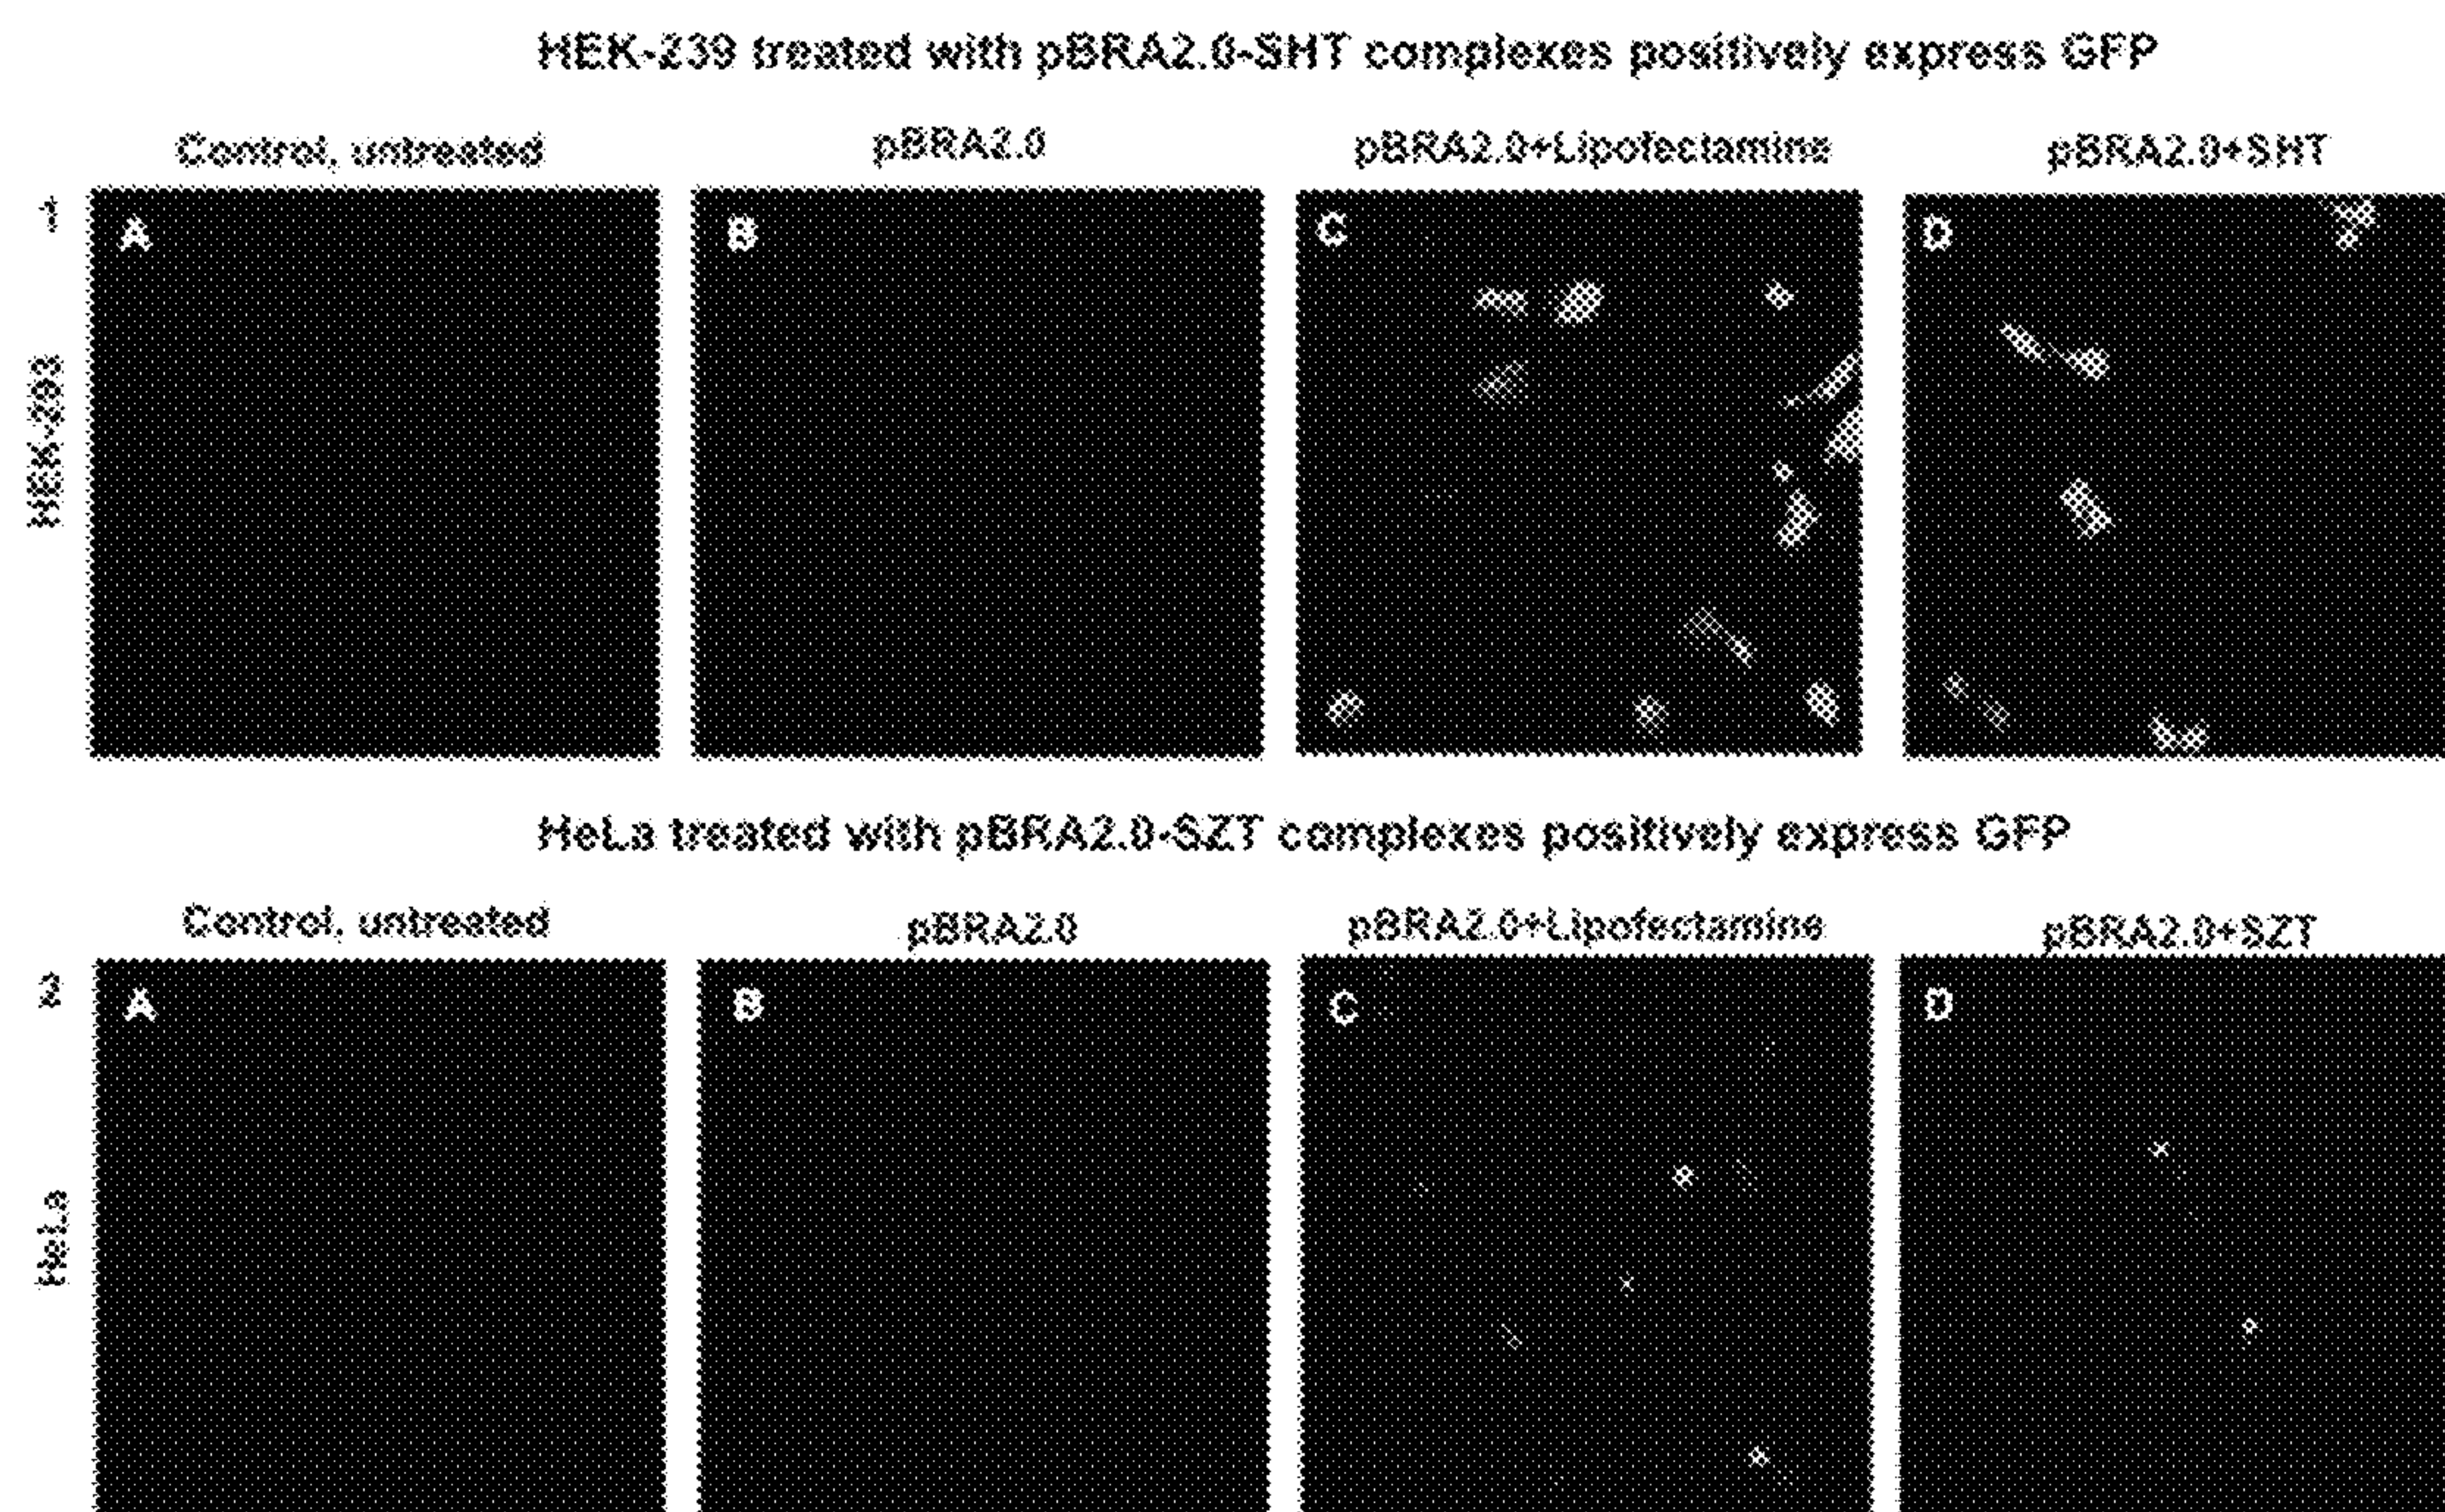 HEK-239 treated with pBRA2.0-SHT complexes positively express GFP
Control, untreated
pBRA2.0
pBRA2.0+Lipofectamine
pBRA2.0+SHT
1
HEK-293
A
B
C
D
HeLa treated with pBRA2.0-SZT complexes positively express GFP
Control, untreated
pBRA2.0
pBRA2.0+Lipofectamine
pBRA2.0+SZT
2
HeLa
A
B
C
D